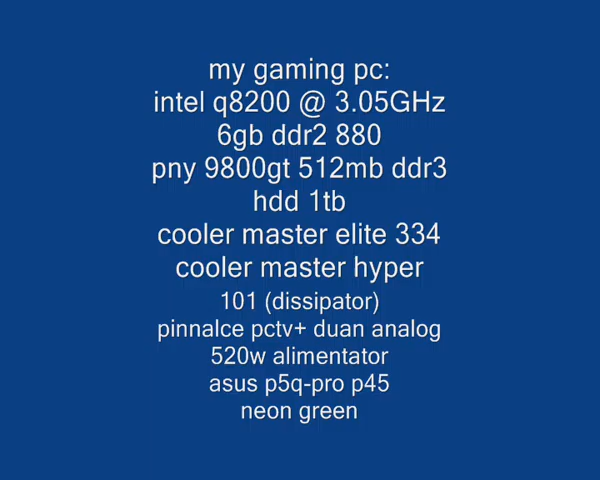 my gaming pc:
intel q8200 @ 3.05GHz
6gb ddr2 880
pny 9800gt 512mb ddr3
hdd 1tb
cooler master elite 334
cooler master hyper
101 (dissipator)
pinnalce pctv+ duan analog
520w alimentator
asus p5q-pro p45
neon green